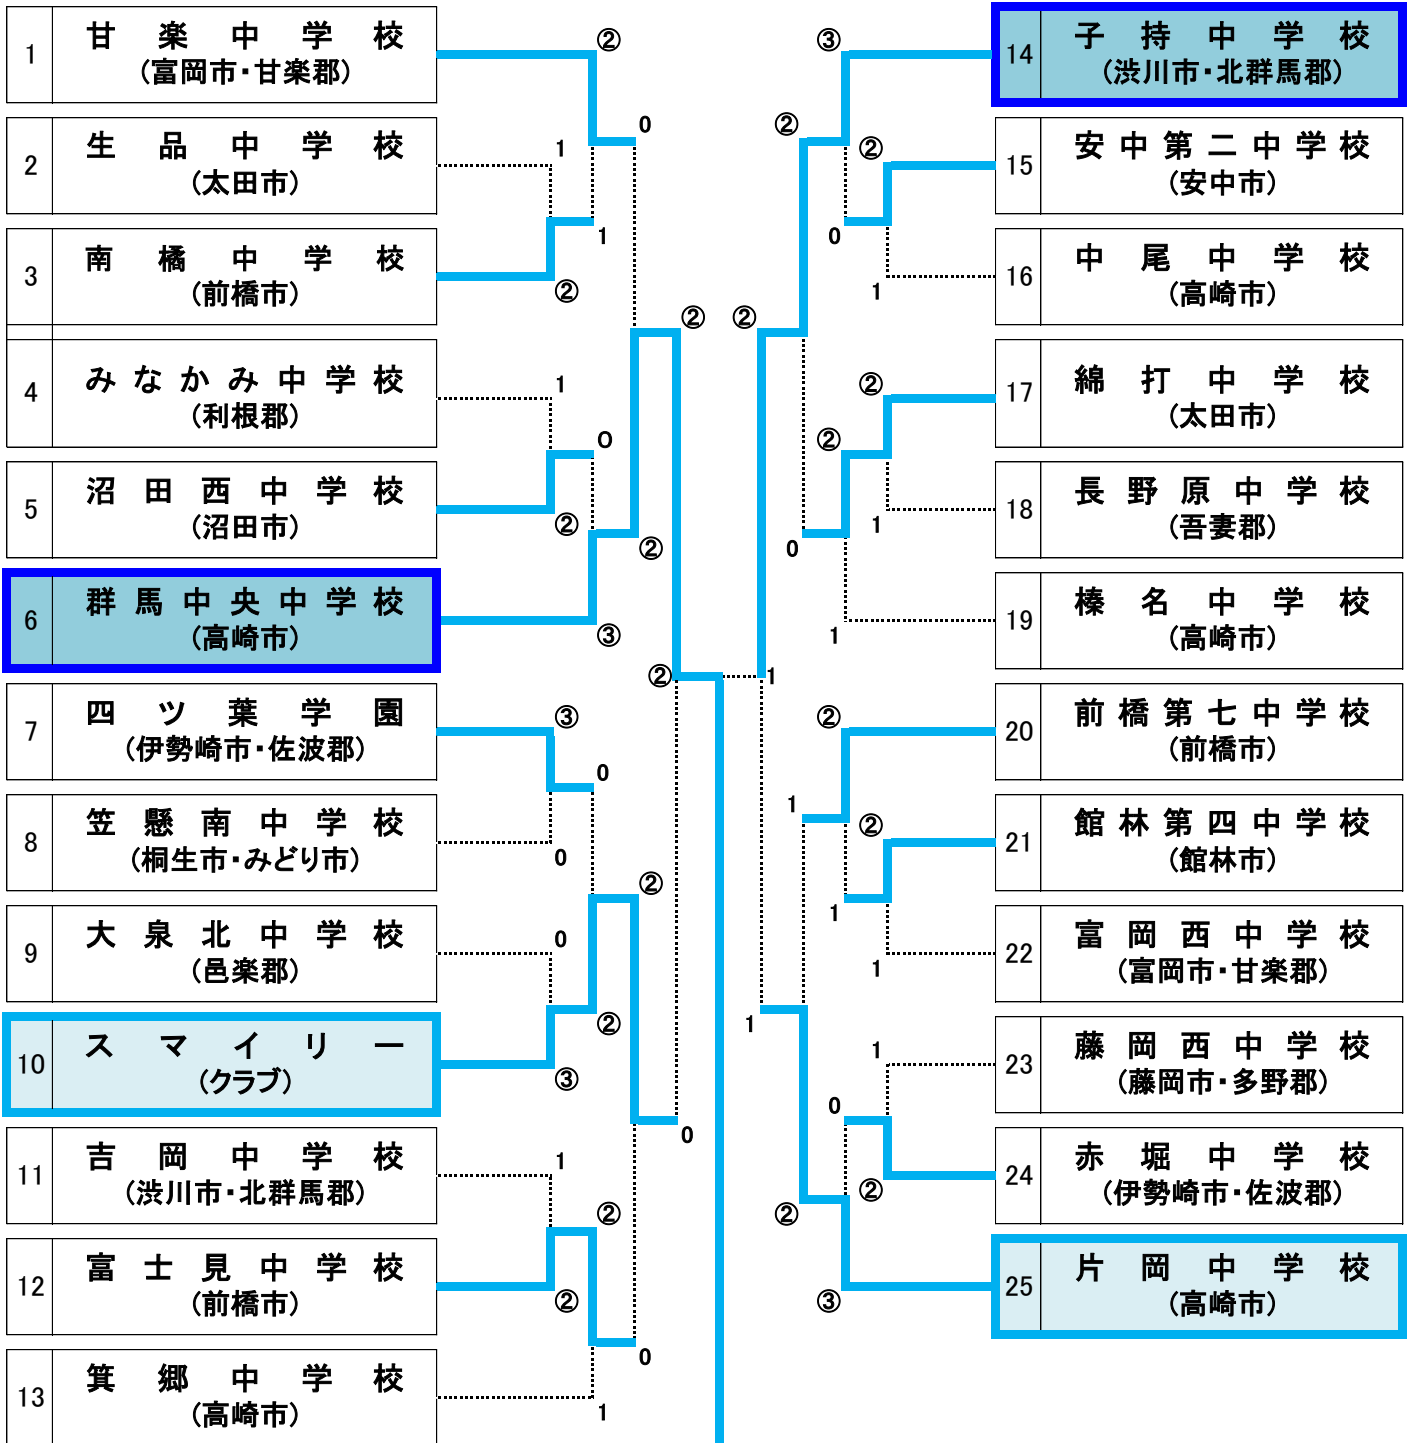 1 甘楽中学校
(富岡市・甘楽郡)
2 生品中学校
(太田市)
3 南橘中学校
(前橋市)
4 みなかみ中学校
(利根郡)
5 沼田西中学校
(沼田市)
6 群馬中央中学校
(高崎市)
7 四ツ葉学園
(伊勢崎市・佐波郡)
8 笠懸南中学校
(桐生市・みどり市)
9 大泉北中学校
(邑楽郡)
10 スマイリー
(クラブ)
11 吉岡中学校
(渋川市・北群馬郡)
12 富士見中学校
(前橋市)
13 箕郷中学校
(高崎市)
②
0
1
1
②
②
1
0
②
②
③
②
③
0
0
②
0
②
③
0
1
②
②
0
1
③
②
②
0
1
②
②
②
1
0
1
1
②
1
②
1
1
1
1
0
②
②
③
14 子持中学校
(渋川市・北群馬郡)
15 安中第二中学校
(安中市)
16 中尾中学校
(高崎市)
17 綿打中学校
(太田市)
18 長野原中学校
(吾妻郡)
19 榛名中学校
(高崎市)
20 前橋第七中学校
(前橋市)
21 館林第四中学校
(館林市)
22 富岡西中学校
(富岡市・甘楽郡)
23 藤岡西中学校
(藤岡市・多野郡)
24 赤堀中学校
(伊勢崎市・佐波郡)
25 片岡中学校
(高崎市)